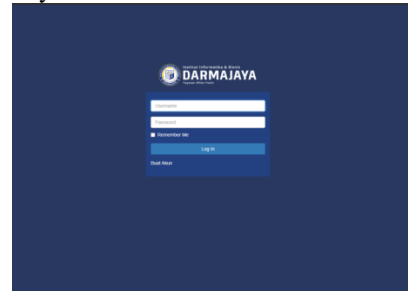 Institut Informatika & Bisnis
DARMAJAYA
Username
Password
Remember Me
Log In
Buat Akun